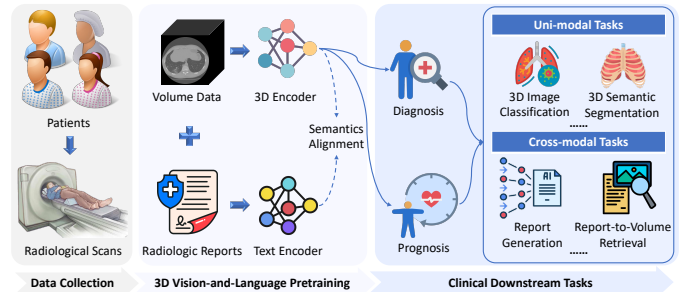 Patients
Radiological Scans
Data Collection
Volume Data
3D Encoder
Semantics
Alignment
Radiologic Reports
Text Encoder
3D Vision-and-Language Pretraining
Diagnosis
Prognosis
Uni-modal Tasks
3D Image
Classification
3D Semantic
Segmentation
......
Cross-modal Tasks
AI
Report
Generation
Report-to-Volume
Retrieval
......
Clinical Downstream Tasks